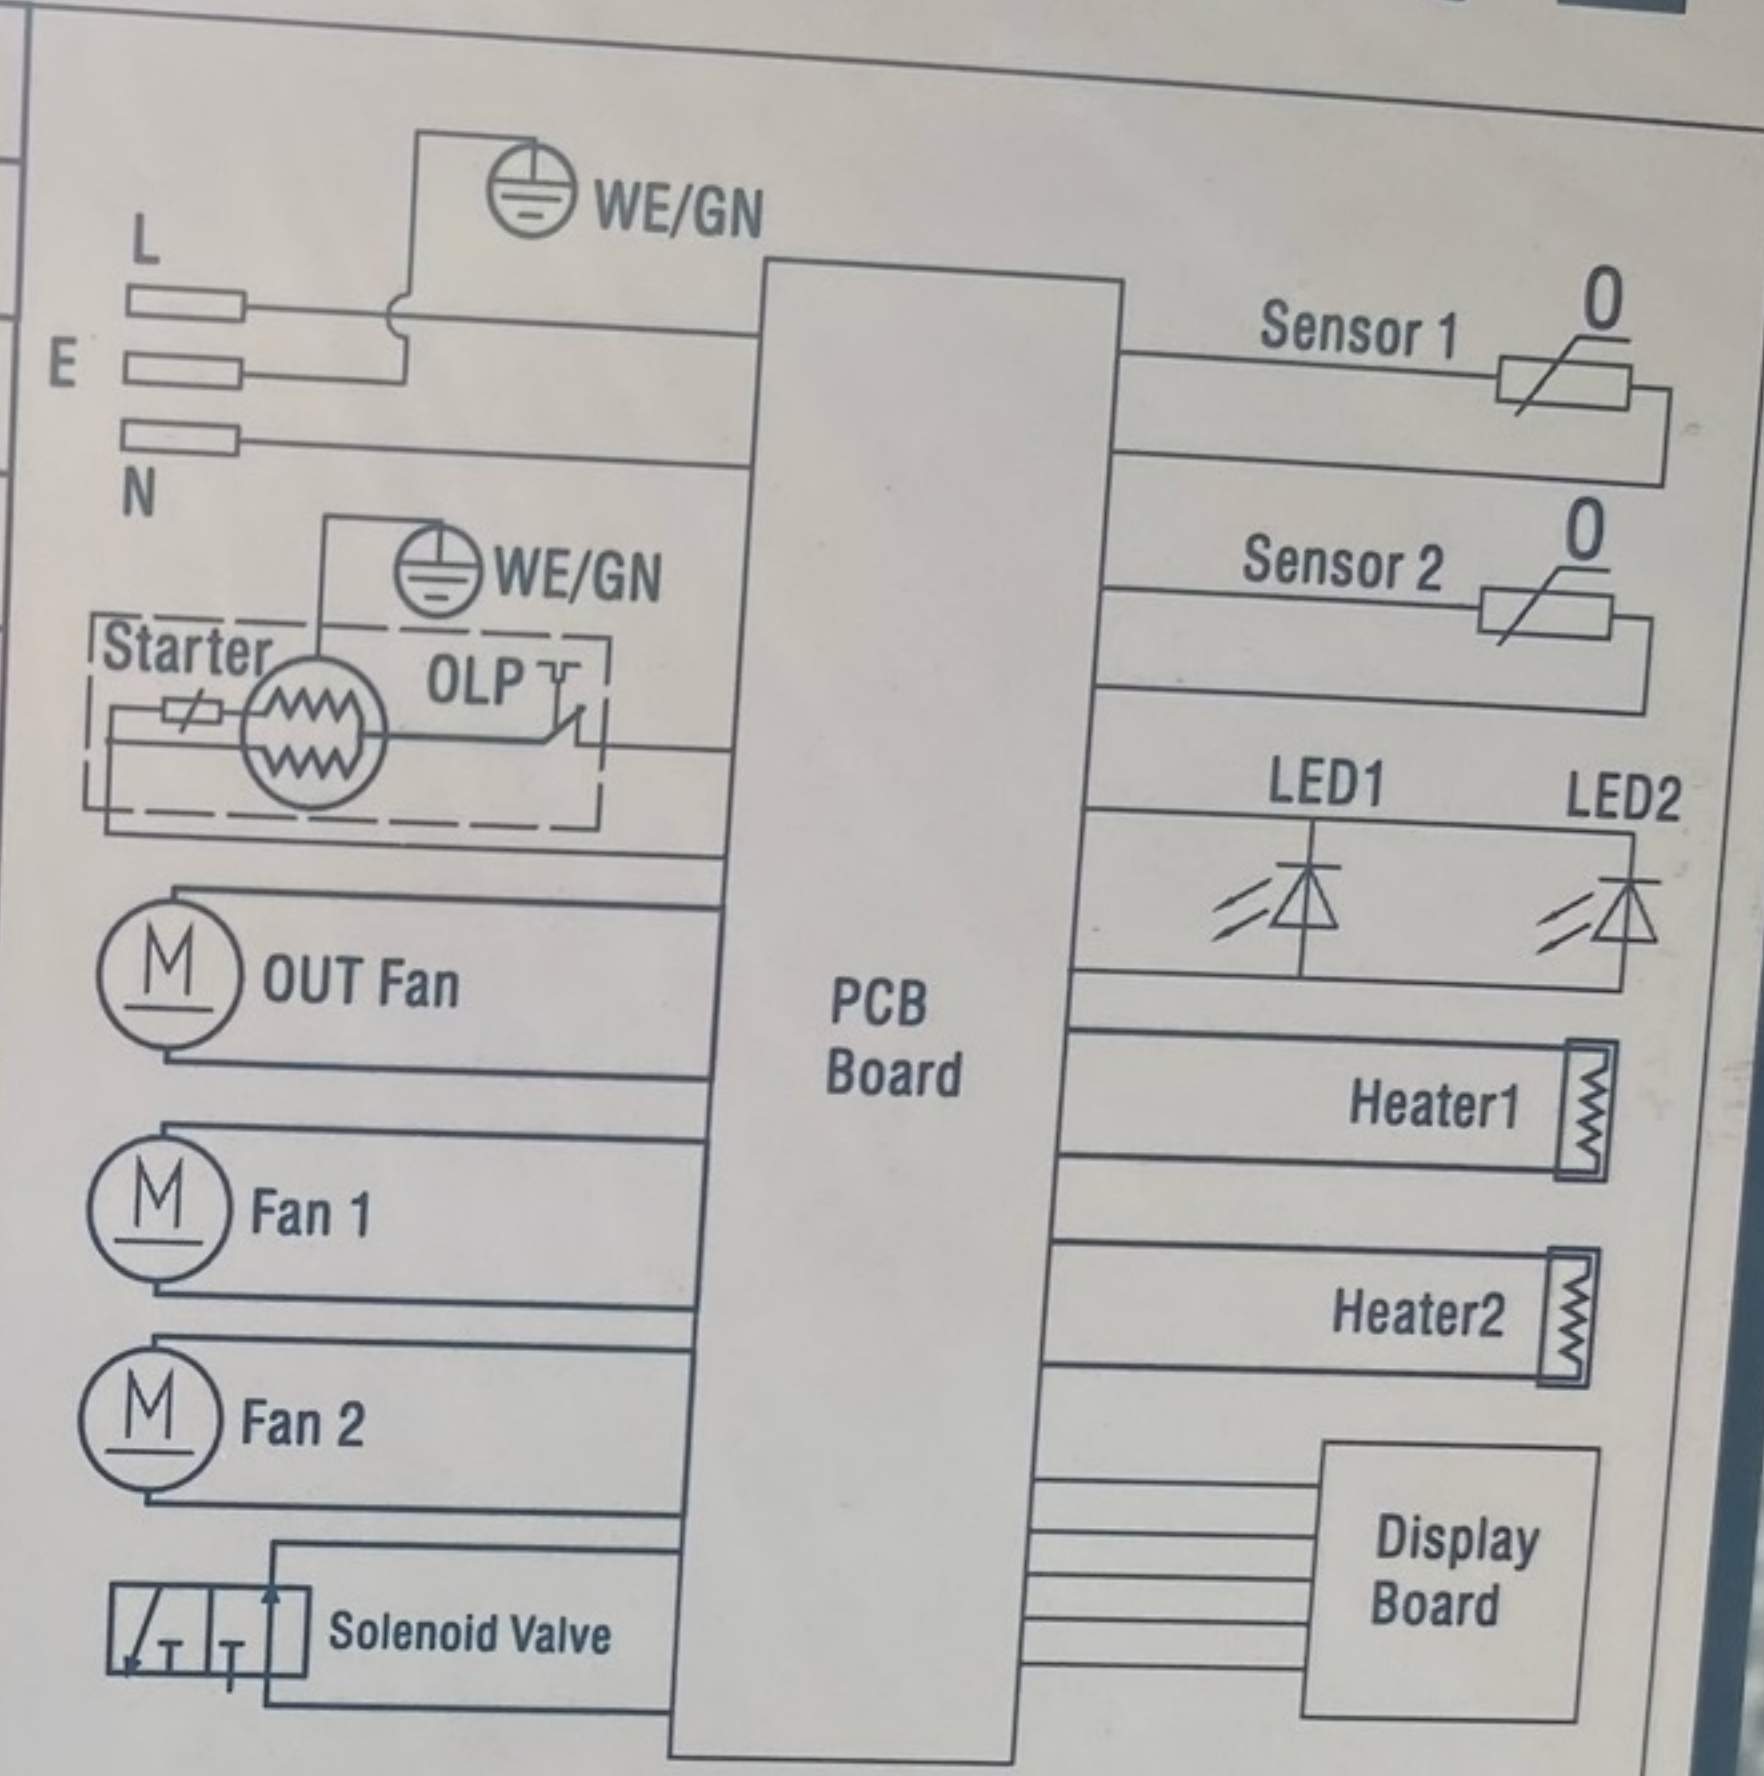 WE/GN
L
E
N
WE/GN
Starter
OLP
M
OUT Fan
M
Fan 1
M
Fan 2
Solenoid Valve
PCB
Board
Sensor 1
0
Sensor 2
0
LED1
LED2
Heater1
Heater2
Display
Board